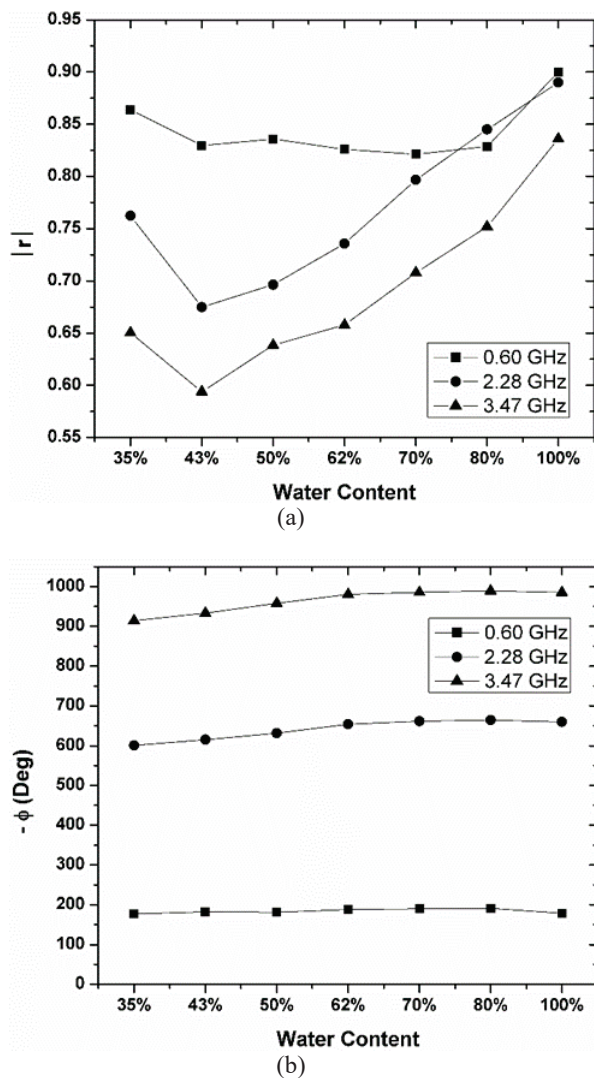 0.95
0.90
0.85
0.80
0.75
0.70
0.65
0.60
0.55
|r|
0.60 GHz
2.28 GHz
3.47 GHz
35% 43% 50% 62% 70% 80% 100%
Water Content
(a)
1000
900
800
700
600
500
400
300
200
100
0
- ϕ (Deg)
0.60 GHz
2.28 GHz
3.47 GHz
35% 43% 50% 62% 70% 80% 100%
Water Content
(b)